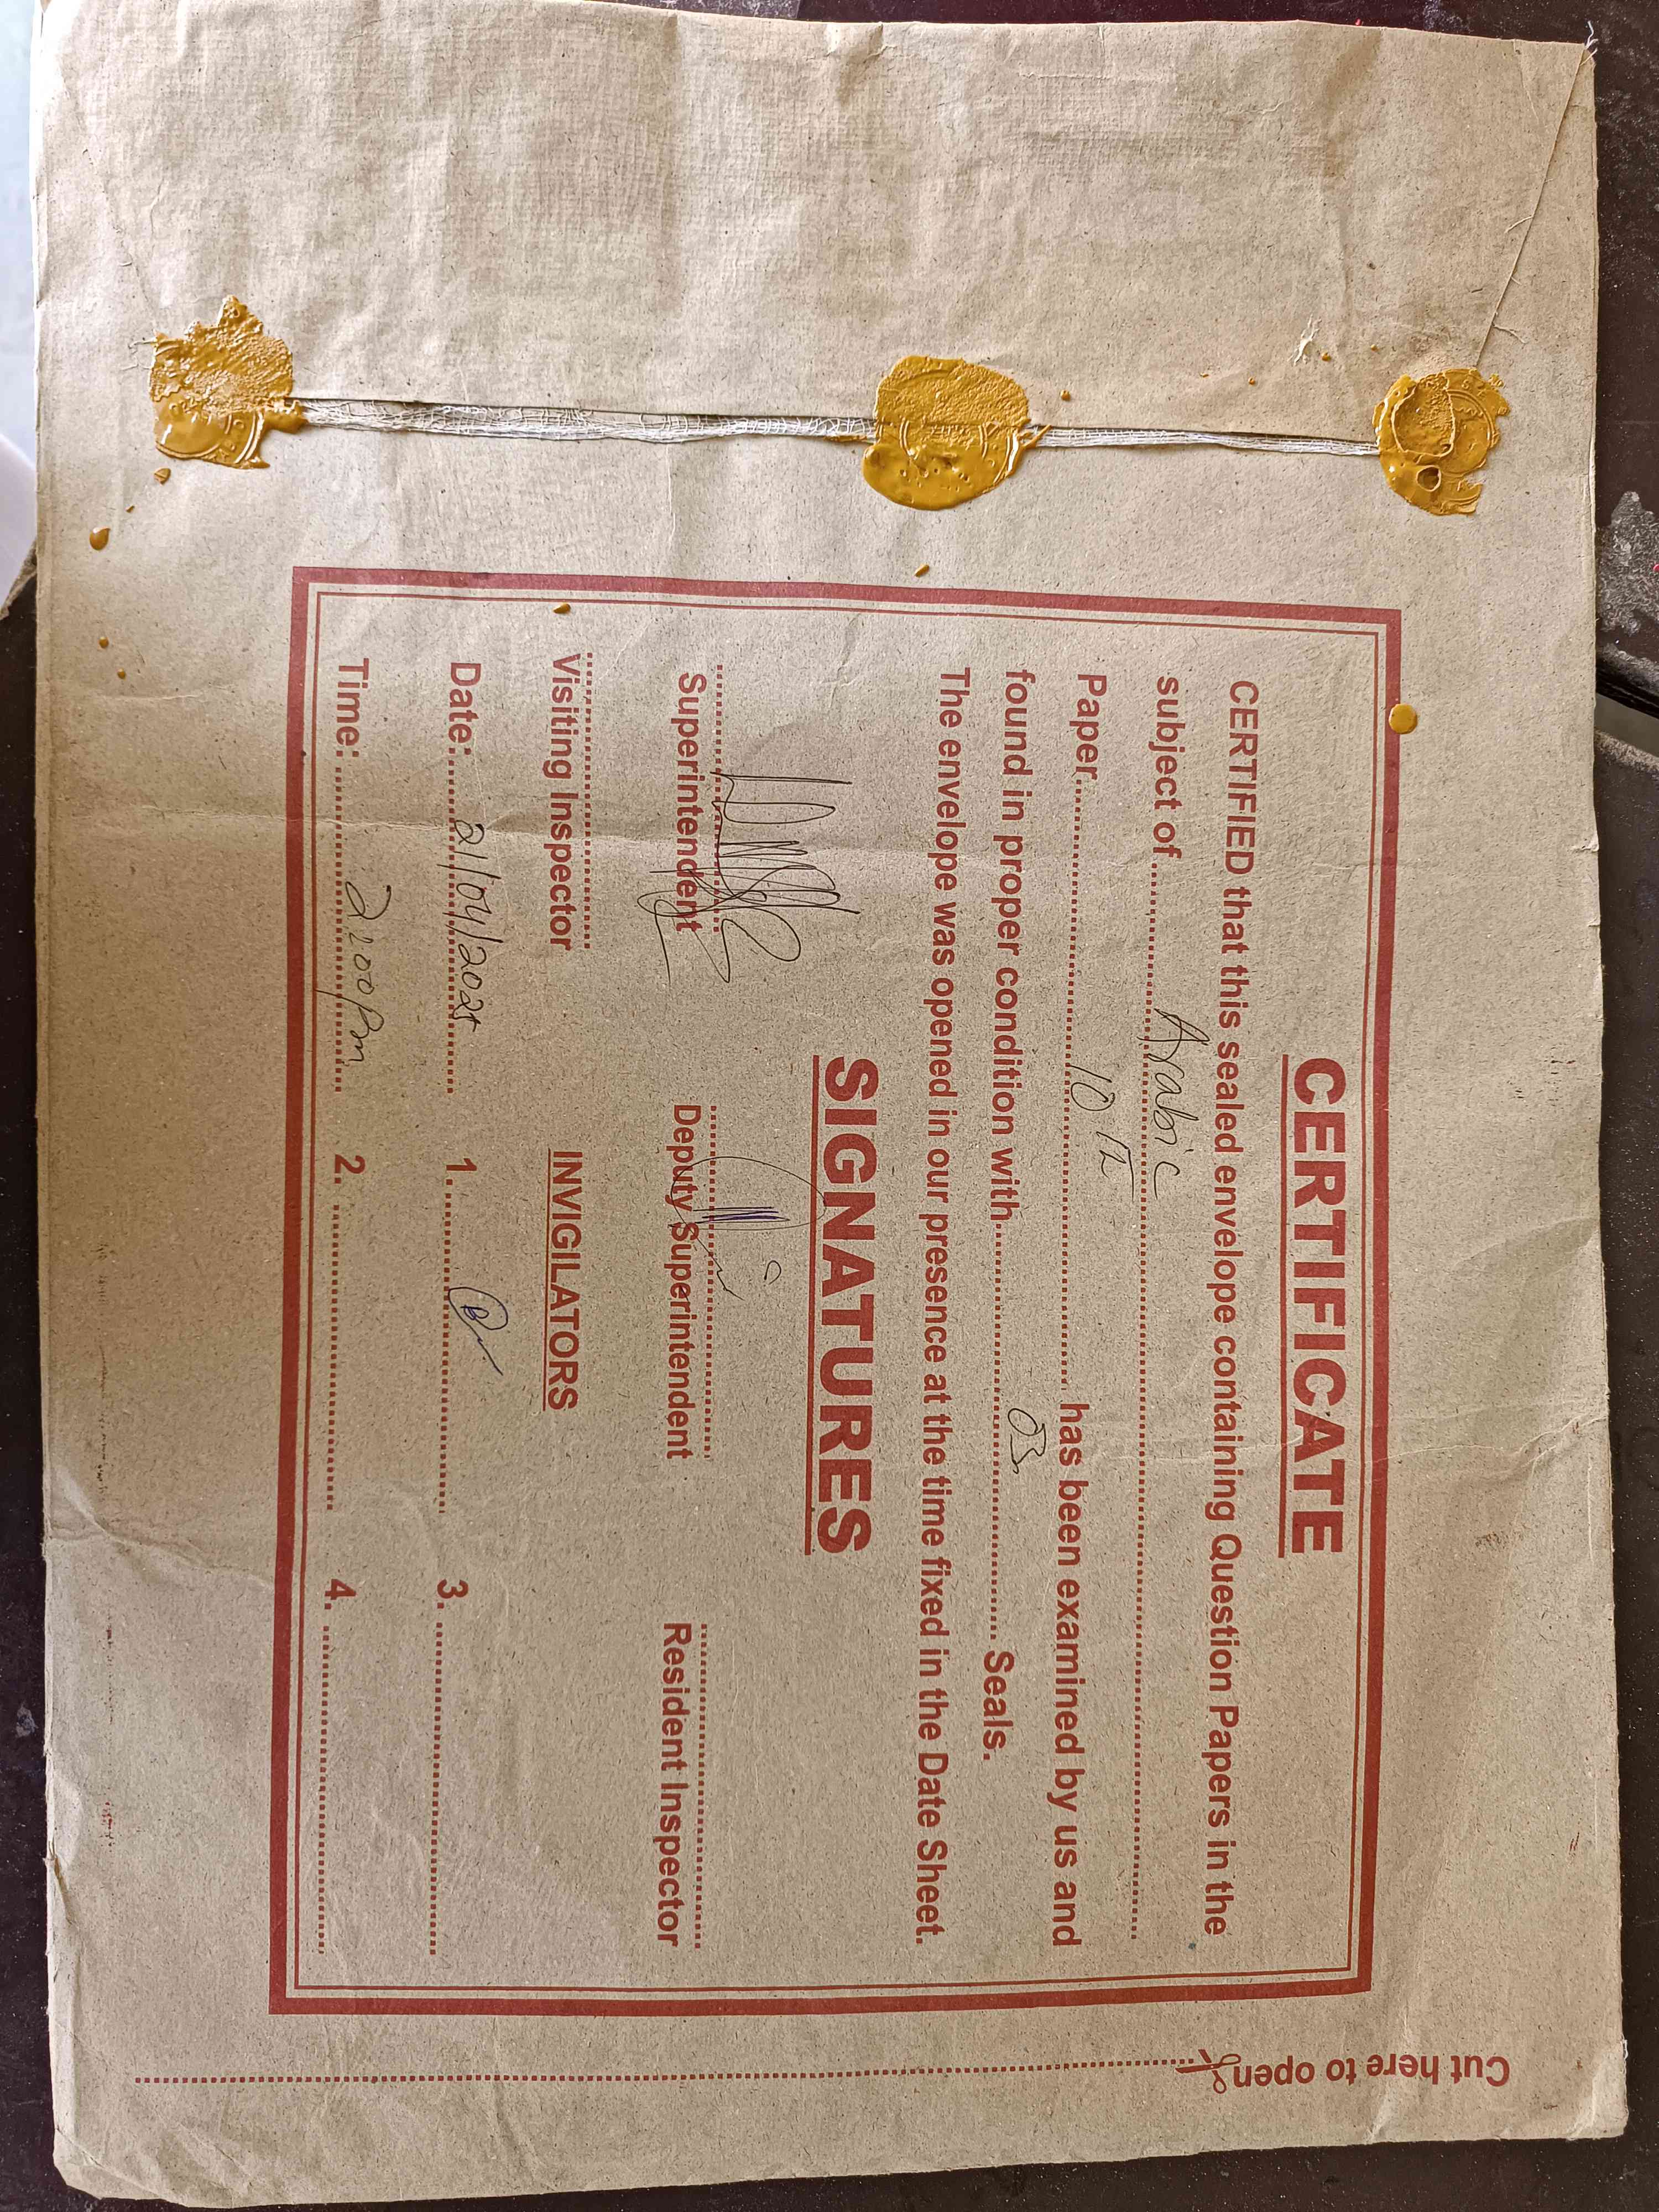 CERTIFICATE
CERTIFIED that this sealed envelope containing Question Papers in the
subject of Arabic
Paper 10th has been examined by us and
found in proper condition with 03 Seals.
The envelope was opened in our presence at the time fixed in the Date Sheet.
SIGNATURES
Superintendent Deputy Superintendent Resident Inspector
Visiting Inspector INVIGILATORS
Date: 21/04/2025 1. 3.
Time: 2:00 Pm 2. 4.
Cut here to open